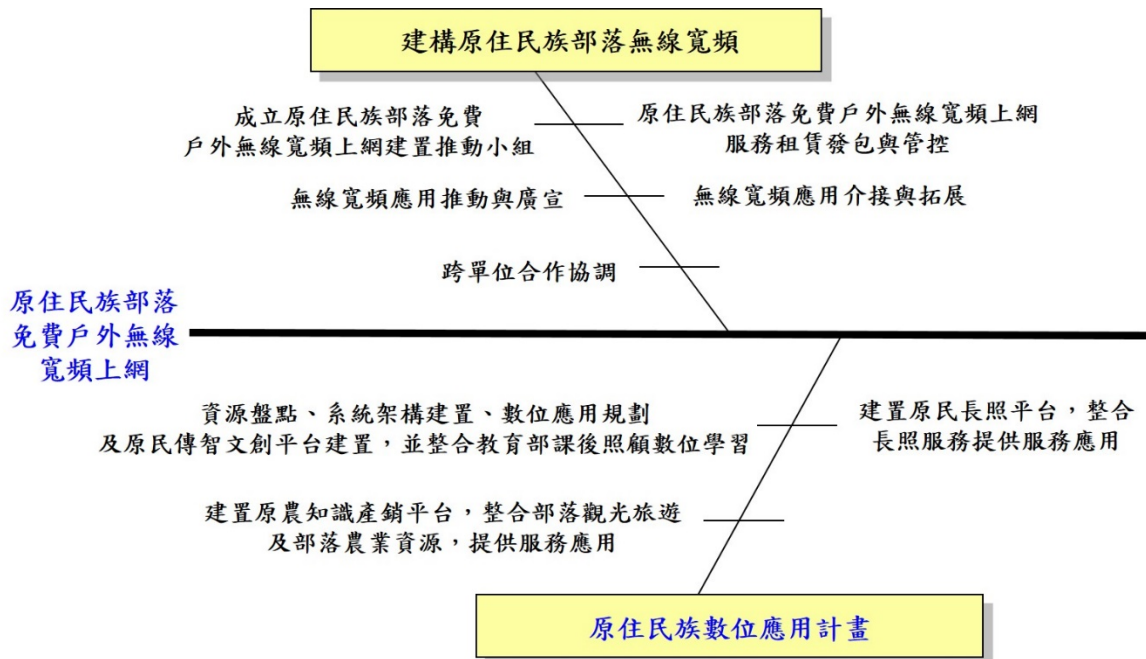 建構原住民族部落無線寬頻
成立原住民族部落免費
戶外無線寬頻上網建置推動小組
原住民族部落免費戶外無線寬頻上網
服務租賃發包與管控
無線寬頻應用推動與廣宣
無線寬頻應用介接與拓展
跨單位合作協調
原住民族部落
免費戶外無線
寬頻上網
資源盤點、系統架構建置、數位應用規劃
及原民傳智文創平台建置，並整合教育部課後照顧數位學習
建置原民長照平台，整合
長照服務提供服務應用
建置原農知識產銷平台，整合部落觀光旅遊
及部落農業資源，提供服務應用
原住民族數位應用計畫